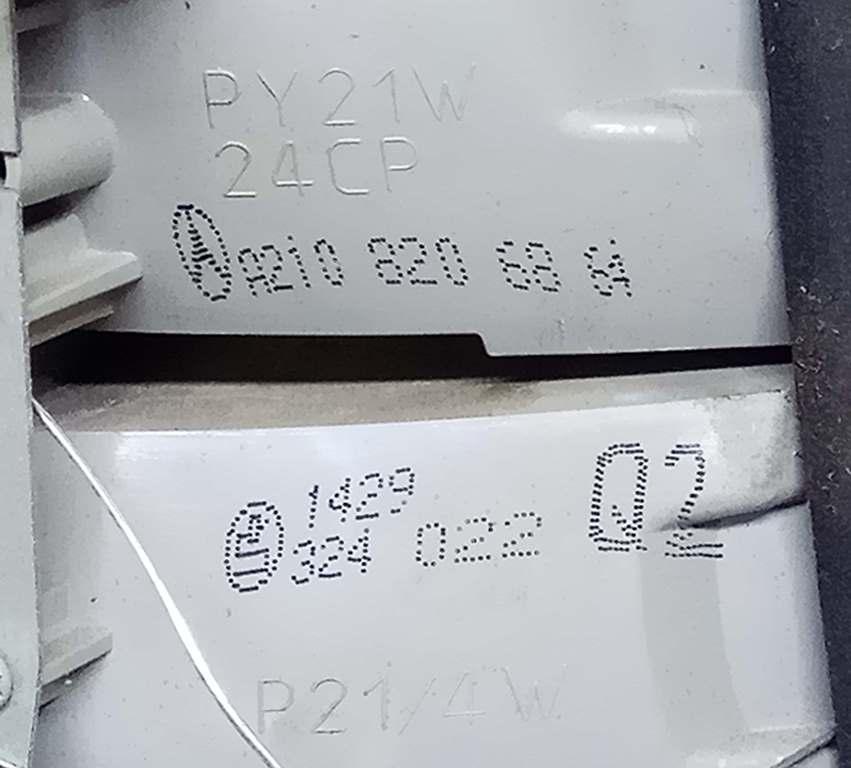 PY21W
24CP
A210 820 68 64
1429
324 022 Q2
P21/4W